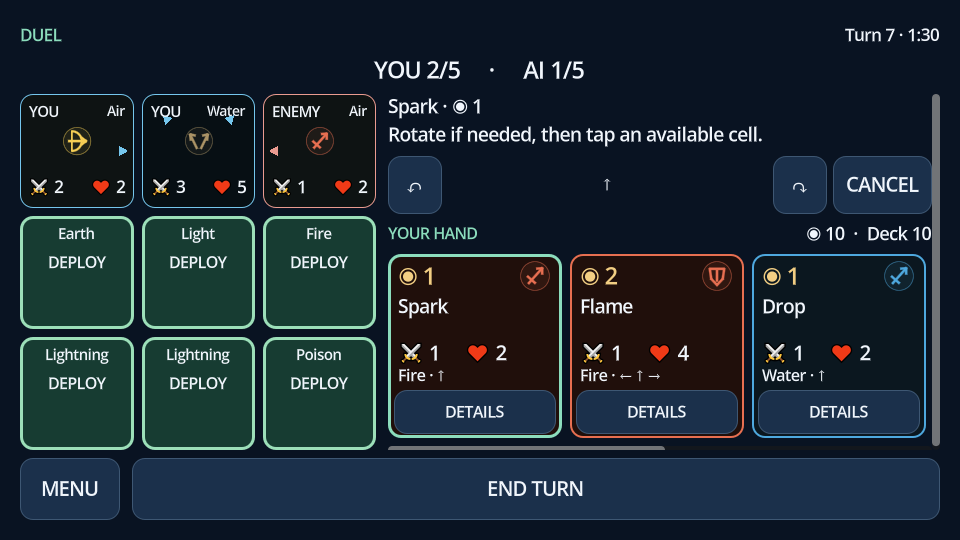 DUEL
Turn 7 · 1:30
YOU 2/5 · AI 1/5
YOU Air
2 2
YOU Water
3 5
ENEMY Air
1 2
Earth
DEPLOY
Light
DEPLOY
Fire
DEPLOY
Lightning
DEPLOY
Lightning
DEPLOY
Poison
DEPLOY
Spark · ◉ 1
Rotate if needed, then tap an available cell.
↶ ↑ ↷ CANCEL
YOUR HAND
◉ 10 · Deck 10
◉ 1
Spark
1 2
Fire · ↑
DETAILS
◉ 2
Flame
1 4
Fire · ← ↑ →
DETAILS
◉ 1
Drop
1 2
Water · ↑
DETAILS
MENU
END TURN